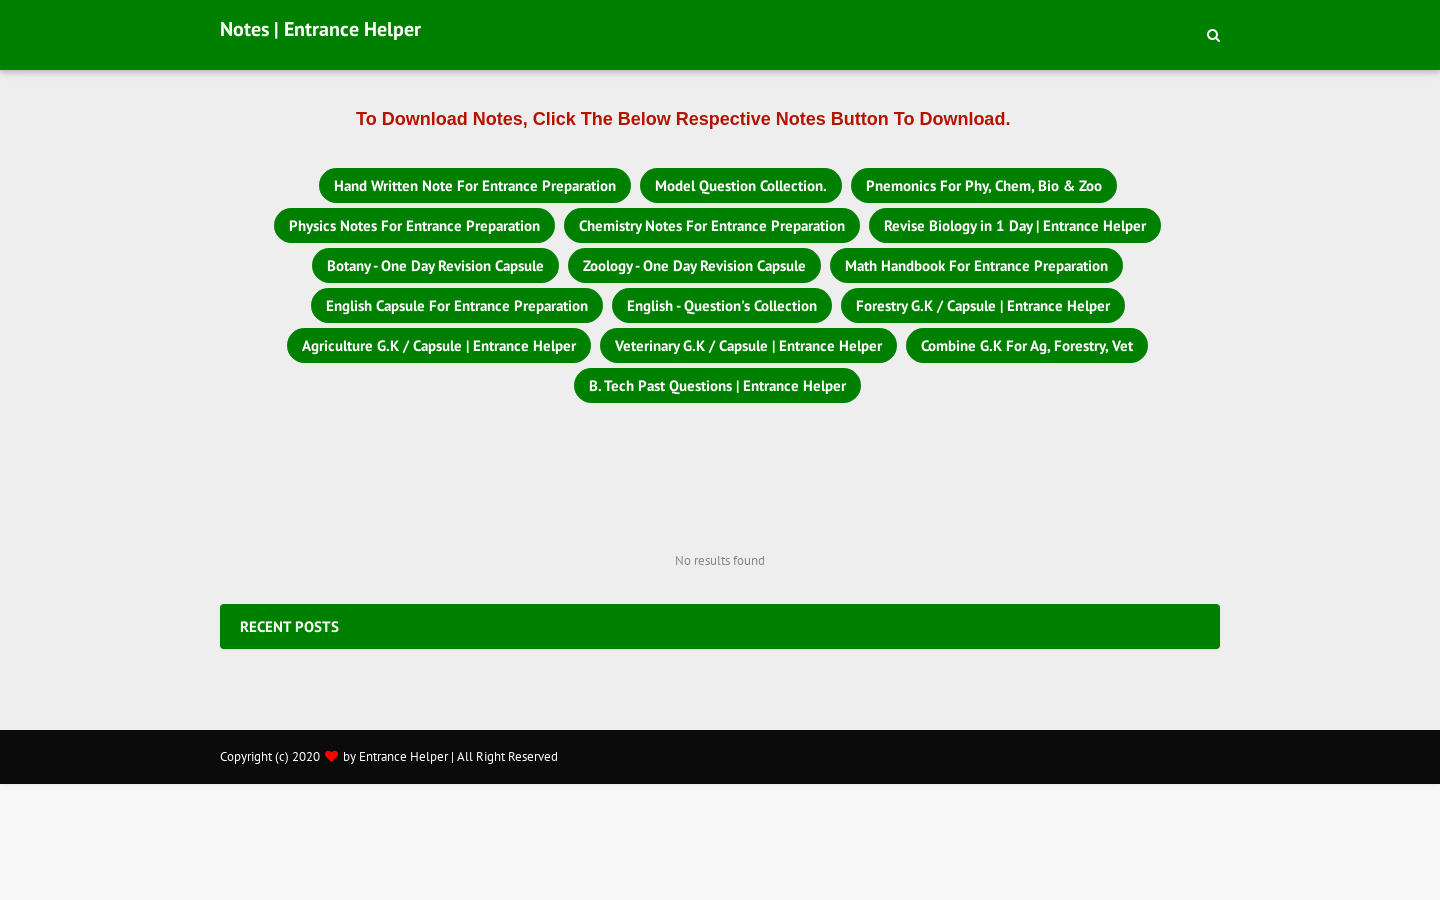 Notes | Entrance Helper
To Download Notes, Click The Below Respective Notes Button To Download.
Hand Written Note For Entrance Preparation Model Question Collection. Pnemonics For Phy, Chem, Bio & Zoo
Physics Notes For Entrance Preparation Chemistry Notes For Entrance Preparation Revise Biology in 1 Day | Entrance Helper
Botany - One Day Revision Capsule Zoology - One Day Revision Capsule Math Handbook For Entrance Preparation
English Capsule For Entrance Preparation English - Question's Collection Forestry G.K / Capsule | Entrance Helper
Agriculture G.K / Capsule | Entrance Helper Veterinary G.K / Capsule | Entrance Helper Combine G.K For Ag, Forestry, Vet
B. Tech Past Questions | Entrance Helper
No results found
RECENT POSTS
Copyright (c) 2020 ♥ by Entrance Helper | All Right Reserved